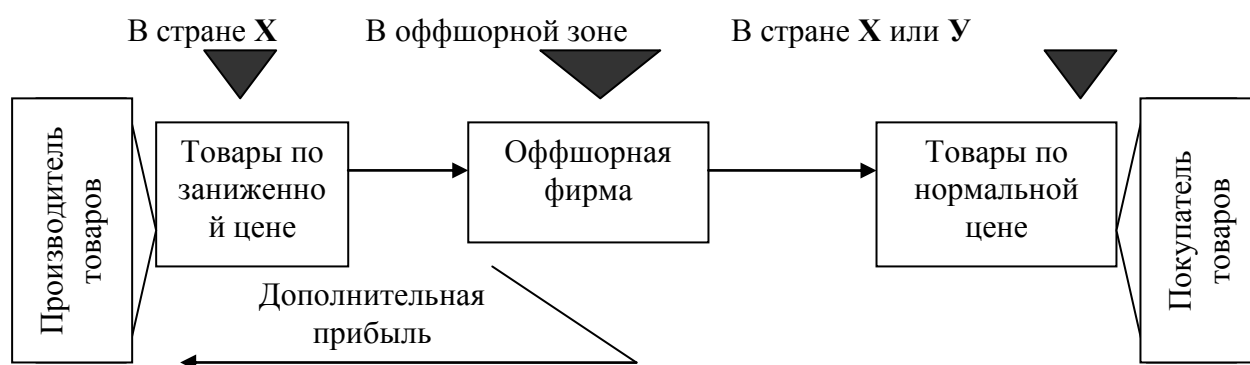 В стране Х
В оффшорной зоне
В стране Х или У
Производитель
товаров
Товары по
заниженно
й цене
Оффшорная
фирма
Товары по
нормальной
цене
Покупатель
товаров
Дополнительная
прибыль